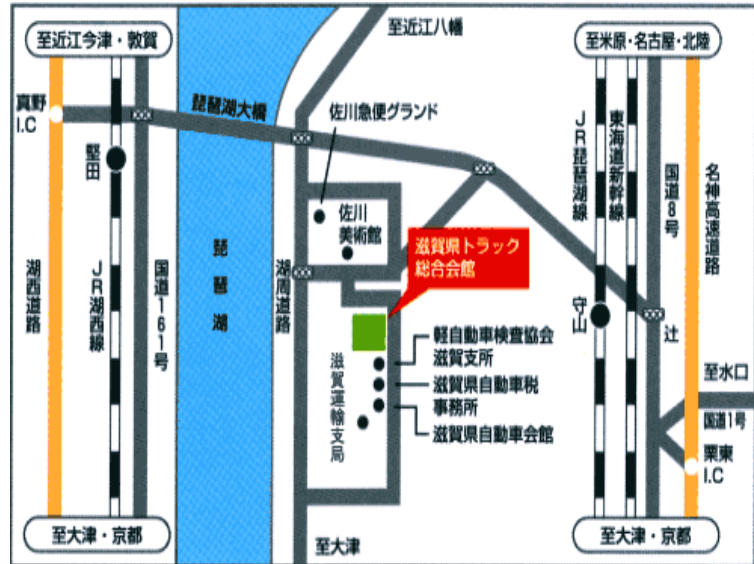 至近江今津・敦賀
至近江八幡
至米原・名古屋・北陸
真野
I.C
琵琶湖大橋
佐川急便グランド
堅田
佐川
美術館
琵琶湖
湖周道路
滋賀県トラック
総合会館
湖西道路
JR湖西線
国道161号
JR琵琶湖線
東海道新幹線
国道8号
名神高速道路
守山
辻
軽自動車検査協会
滋賀支所
滋賀県自動車税
事務所
滋賀県自動車会館
滋賀運輸支局
至水口
国道1号
栗東
I.C
至大津・京都
至大津
至大津・京都